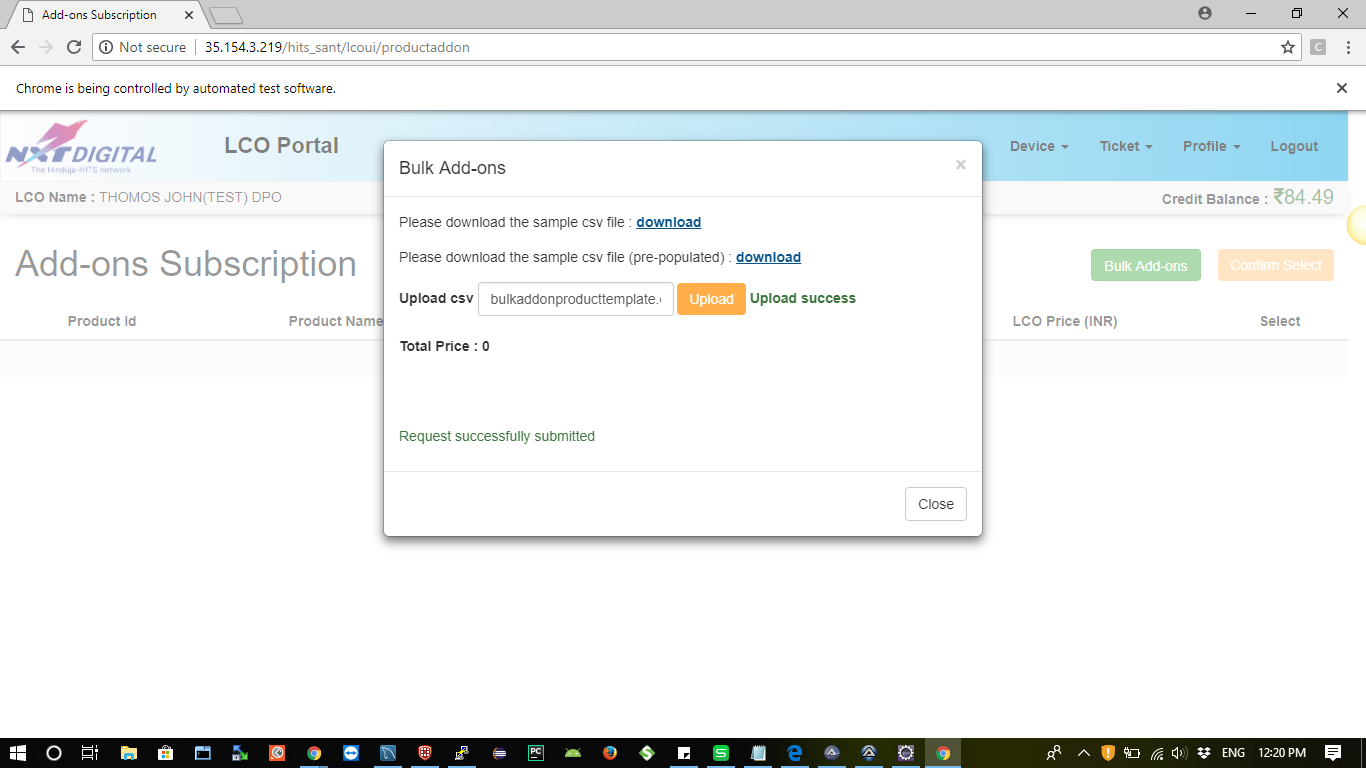 Add-ons Subscription
Not secure 35.154.3.219/hits_sant/lcoui/productaddon
C
Chrome is being controlled by automated test software.
NXTDIGITAL
The Hinduja-HITS network
LCO Portal
Device
Ticket
Profile
Logout
LCO Name : THOMOS JOHN(TEST) DPO
Credit Balance : ₹84.49
Add-ons Subscription
Bulk Add-ons
Confirm Select
Product Id
Product Name
LCO Price (INR)
Select
Bulk Add-ons
×
Please download the sample csv file : download
Please download the sample csv file (pre-populated) : download
Upload csv bulkaddonproducttemplate. Upload Upload success
Total Price : 0
Request successfully submitted
Close
PC
S
ENG
12:20 PM